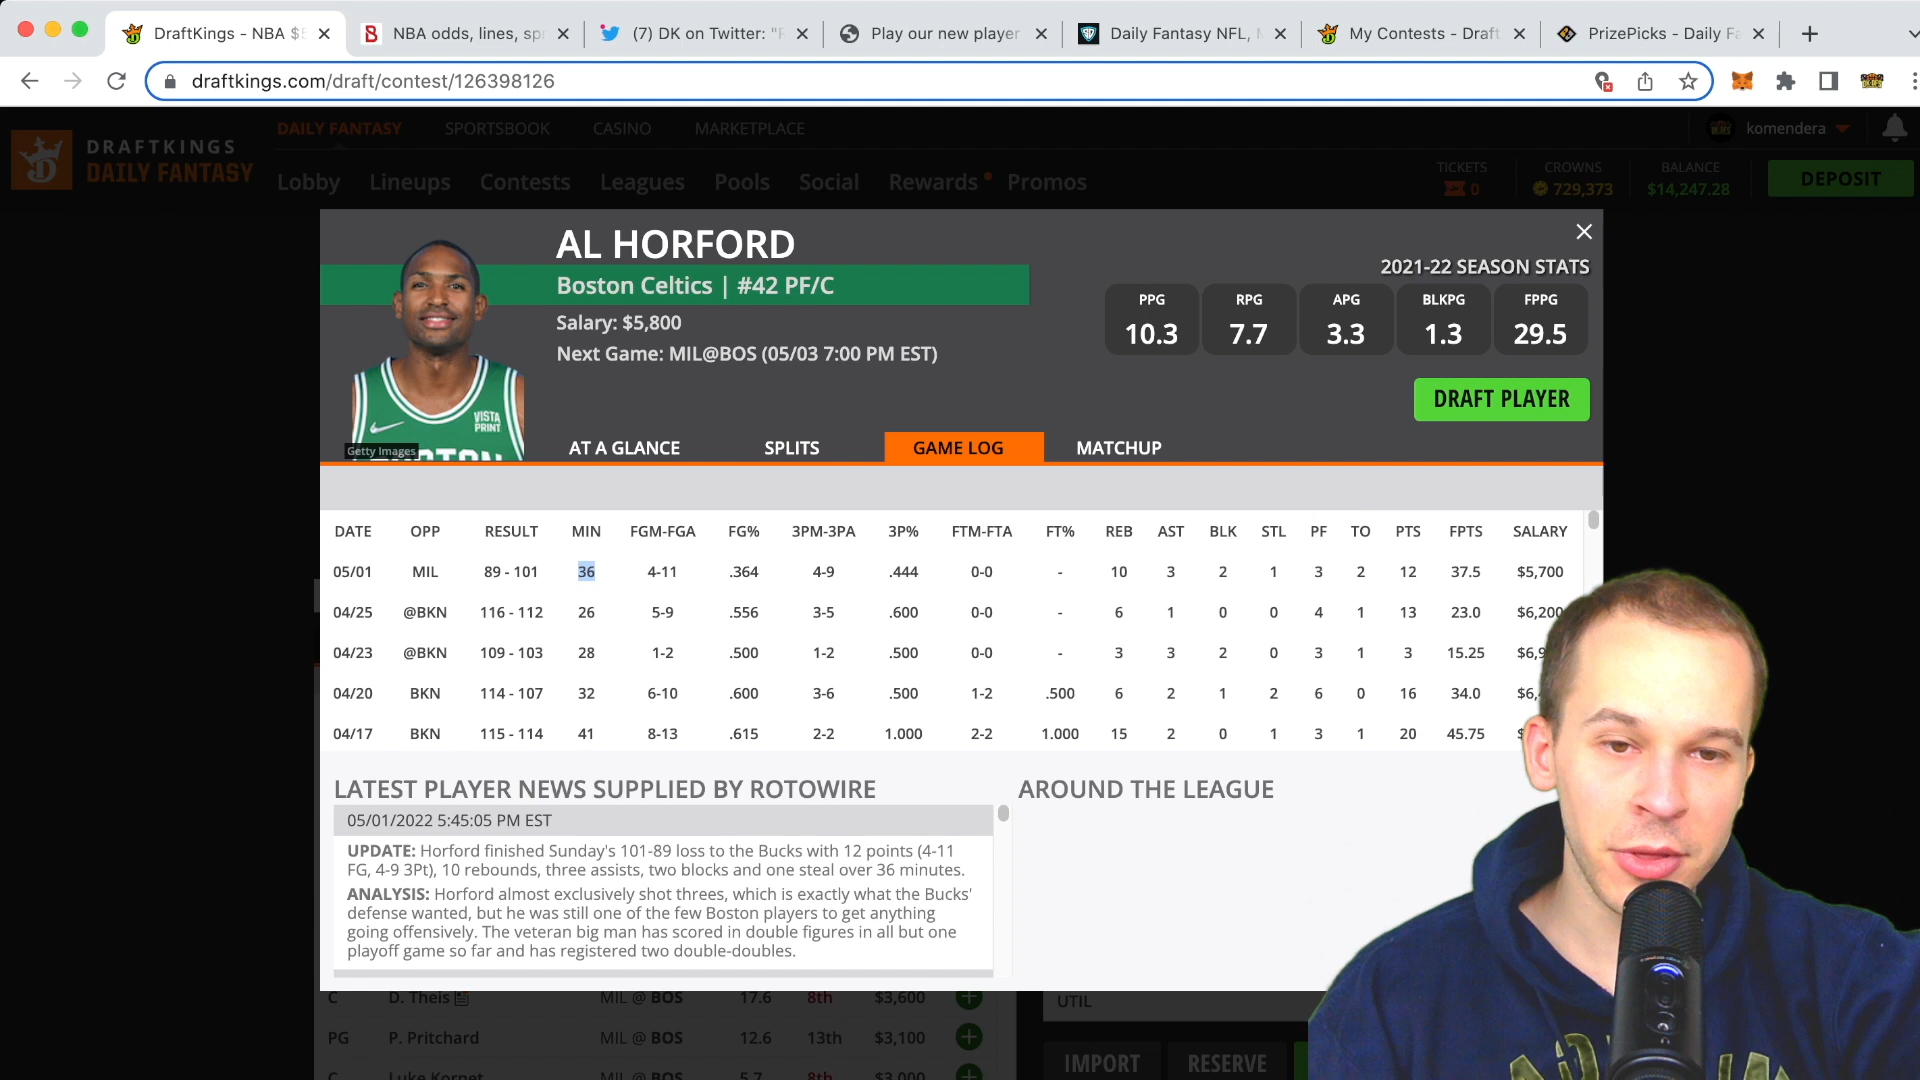 DraftKings - NBA $5
NBA odds, lines, sp
(7) DK on Twitter: "F
Play our new player
Daily Fantasy NFL,
My Contests - Draft
PrizePicks - Daily Fa
draftkings.com/draft/contest/126398126
DRAFTKINGS
DAILY FANTASY
DAILY FANTASY SPORTSBOOK CASINO MARKETPLACE
komendera
Lobby Lineups Contests Leagues Pools Social Rewards Promos
TICKETS 0
CROWNS 729,373
BALANCE $14,247.28
DEPOSIT
AL HORFORD
Boston Celtics | #42 PF/C
Salary: $5,800
Next Game: MIL@BOS (05/03 7:00 PM EST)
2021-22 SEASON STATS
PPG RPG APG BLKPG FPPG
10.3 7.7 3.3 1.3 29.5
DRAFT PLAYER
VISTA
PRINT
Getty Images
AT A GLANCE SPLITS GAME LOG MATCHUP
DATE OPP RESULT MIN FGM-FGA FG% 3PM-3PA 3P% FTM-FTA FT% REB AST BLK STL PF TO PTS FPTS SALARY
05/01 MIL 89 - 101 36 4-11 .364 4-9 .444 0-0 - 10 3 2 1 3 2 12 37.5 $5,700
04/25 @BKN 116 - 112 26 5-9 .556 3-5 .600 0-0 - 6 1 0 0 4 1 13 23.0 $6,200
04/23 @BKN 109 - 103 28 1-2 .500 1-2 .500 0-0 - 3 3 2 0 3 1 3 15.25 $6,9
04/20 BKN 114 - 107 32 6-10 .600 3-6 .500 1-2 .500 6 2 1 2 6 0 16 34.0 $6,
04/17 BKN 115 - 114 41 8-13 .615 2-2 1.000 2-2 1.000 15 2 0 1 3 1 20 45.75 $
LATEST PLAYER NEWS SUPPLIED BY ROTOWIRE
AROUND THE LEAGUE
05/01/2022 5:45:05 PM EST
UPDATE: Horford finished Sunday's 101-89 loss to the Bucks with 12 points (4-11
FG, 4-9 3Pt), 10 rebounds, three assists, two blocks and one steal over 36 minutes.
ANALYSIS: Horford almost exclusively shot threes, which is exactly what the Bucks'
defense wanted, but he was still one of the few Boston players to get anything
going offensively. The veteran big man has scored in double figures in all but one
playoff game so far and has registered two double-doubles.
C D. Theis MIL @ BOS 17.6 8th $3,600
UTIL
PG P. Pritchard MIL @ BOS 12.6 13th $3,100
IMPORT RESERVE
C Luke Kornet MIL @ BOS 5.7 8th $3,000